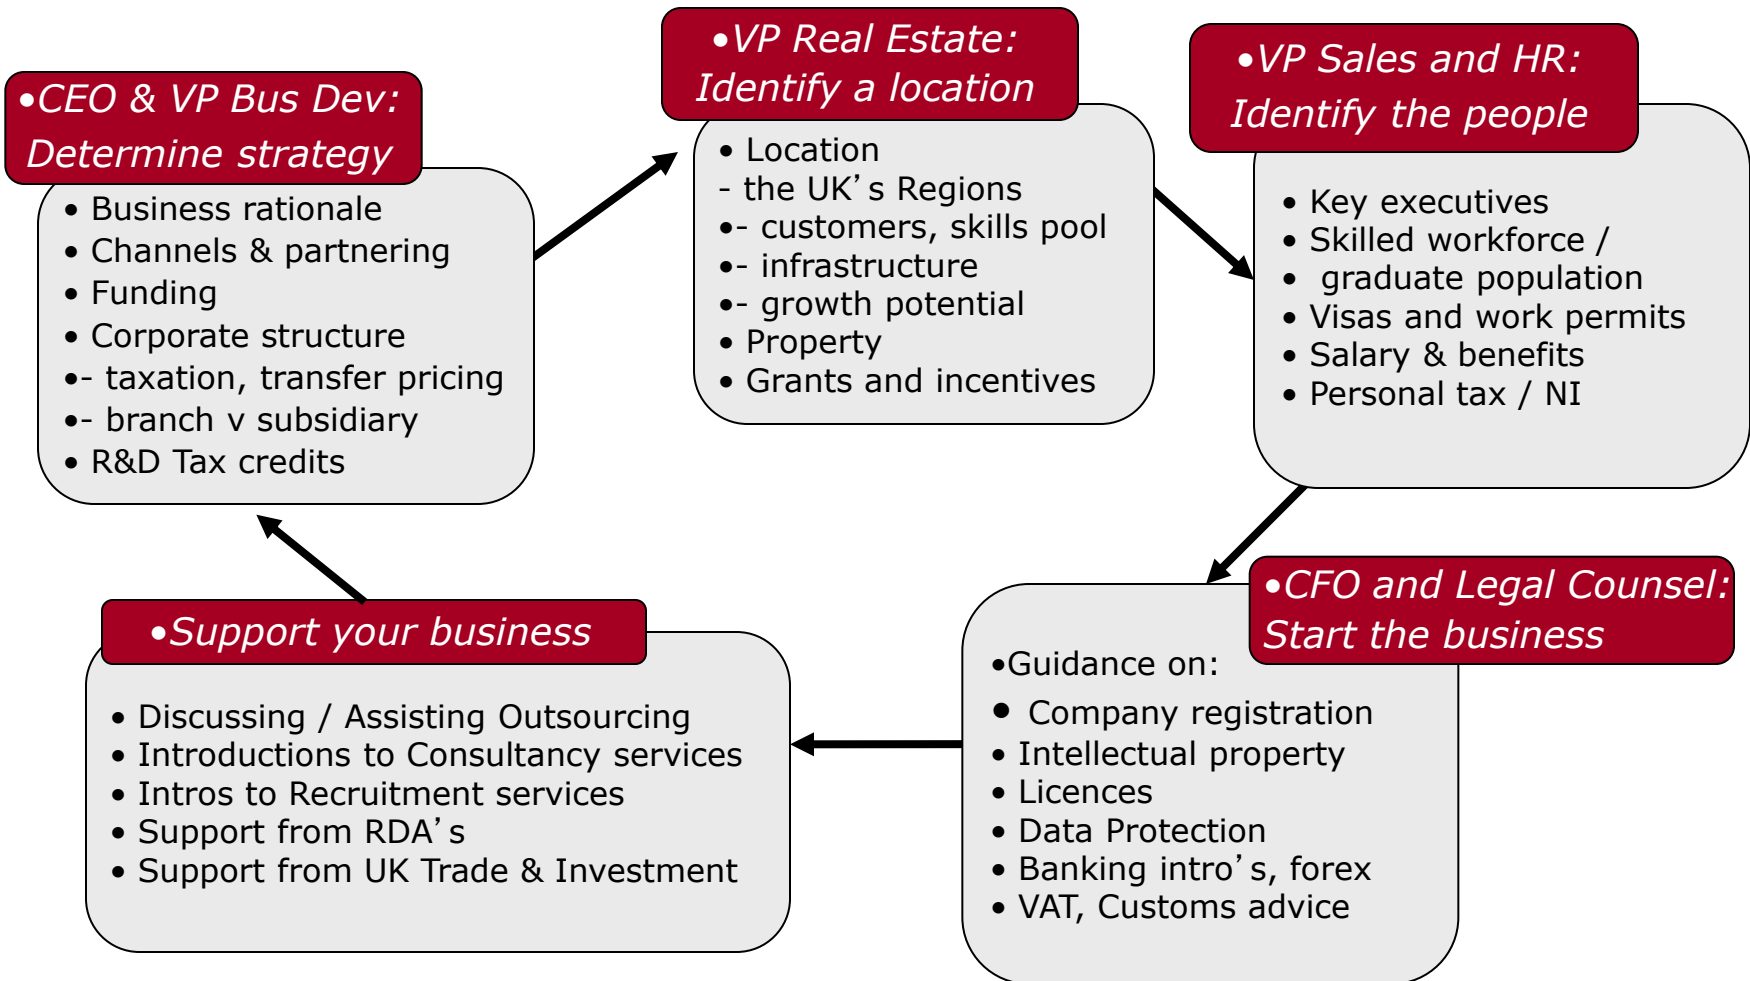 •CEO & VP Bus Dev:
Determine strategy
• Business rationale
• Channels & partnering
• Funding
• Corporate structure
•- taxation, transfer pricing
•- branch v subsidiary
• R&D Tax credits
•VP Real Estate:
Identify a location
• Location
- the UK’s Regions
•- customers, skills pool
•- infrastructure
•- growth potential
• Property
• Grants and incentives
•VP Sales and HR:
Identify the people
• Key executives
• Skilled workforce /
• graduate population
• Visas and work permits
• Salary & benefits
• Personal tax / NI
•CFO and Legal Counsel:
Start the business
•Guidance on:
• Company registration
• Intellectual property
• Licences
• Data Protection
• Banking intro’s, forex
• VAT, Customs advice
•Support your business
• Discussing / Assisting Outsourcing
• Introductions to Consultancy services
• Intros to Recruitment services
• Support from RDA’s
• Support from UK Trade & Investment